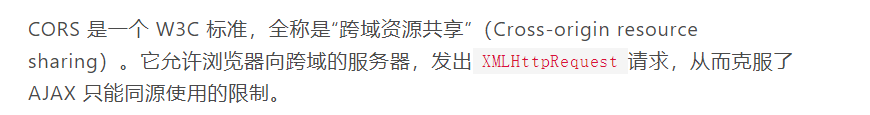 CORS 是一个 W3C 标准，全称是“跨域资源共享”（Cross-origin resource
sharing）。它允许浏览器向跨域的服务器，发出 XMLHttpRequest 请求，从而克服了
AJAX 只能同源使用的限制。